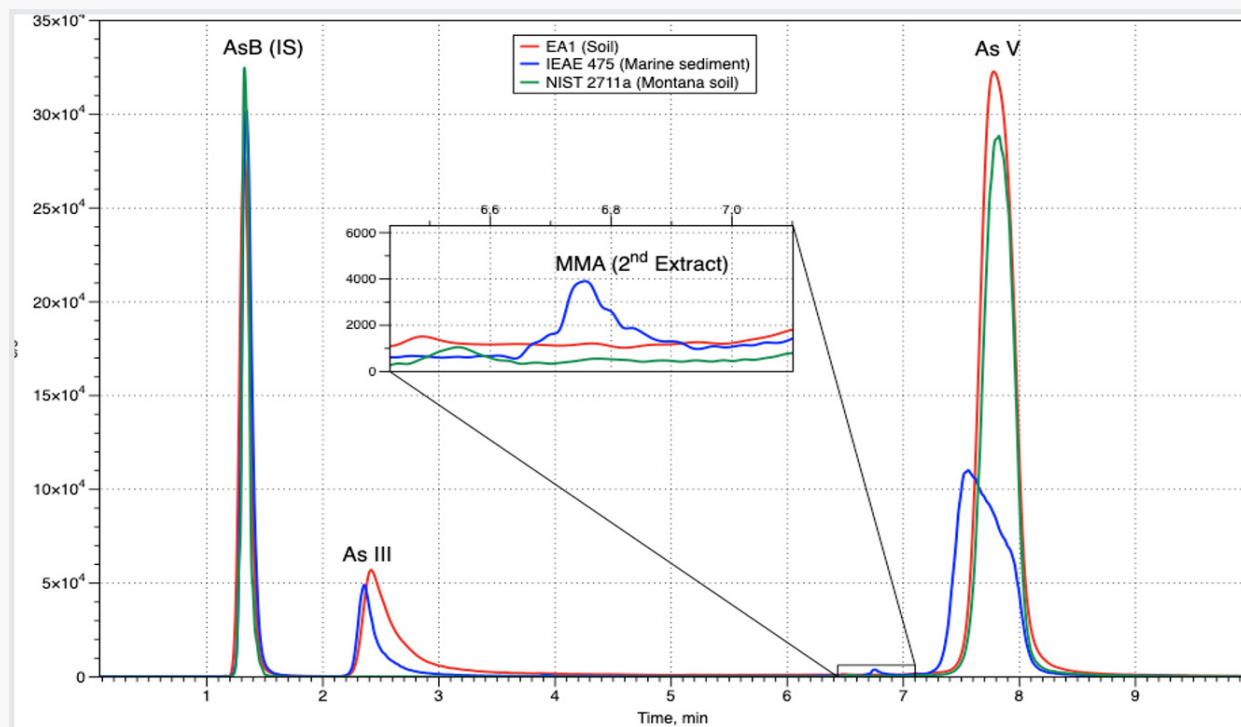 35×10⁴
AsB (IS)
EA1 (Soil)
IEAE 475 (Marine sediment)
NIST 2711a (Montana soil)
As V
30×10⁴
25×10⁴
6.6 6.8 7.0
6000
MMA (2nd Extract)
4000
20×10⁴
2000
0
15×10⁴
10×10⁴
As III
5×10⁴
0
1 2 3 4 5 6 7 8 9
Time, min